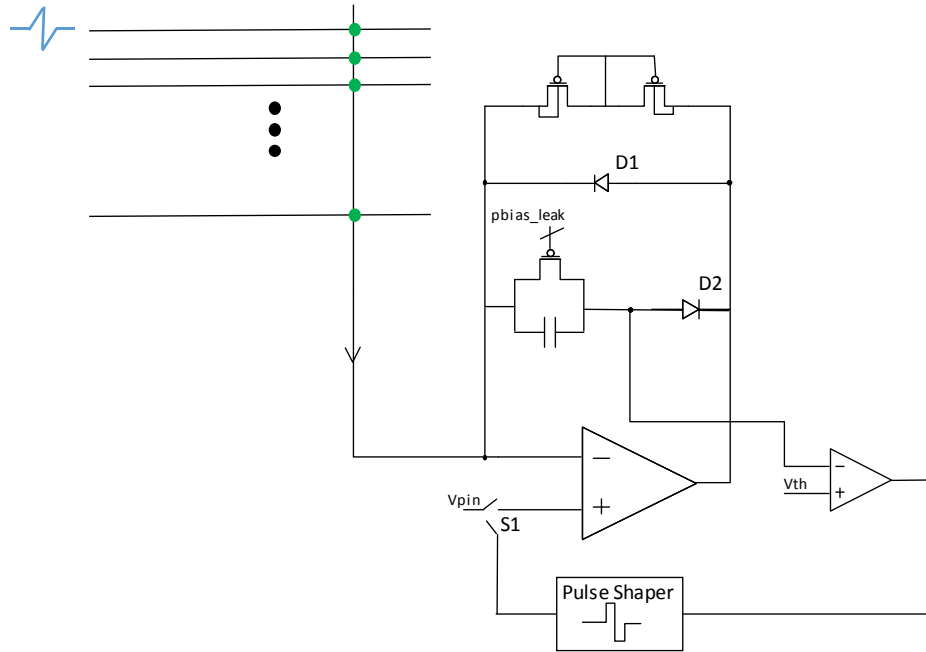 D1
pbias_leak
D2
−
+
Vpin
S1
−
Vth
+
Pulse Shaper